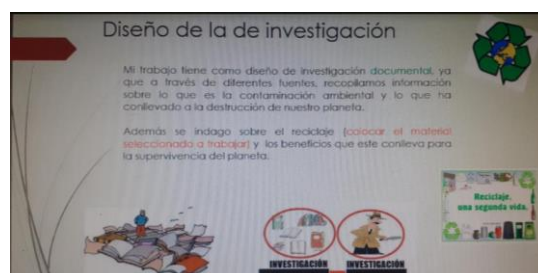 Diseño de la de investigación
Mi trabajo tiene como diseño de investigación documental, ya
que a través de diferentes fuentes, recopilamos información
sobre lo que es la contaminación ambiental y lo que ha
conllevado a la destrucción de nuestro planeta.
Además se indago sobre el reciclaje (colocar el material
seleccionado a trabajar) y los beneficios que este conlleva para
la supervivencia del planeta.
Reciclaje,
una segunda vida.
INVESTIGACIÓN INVESTIGACIÓN